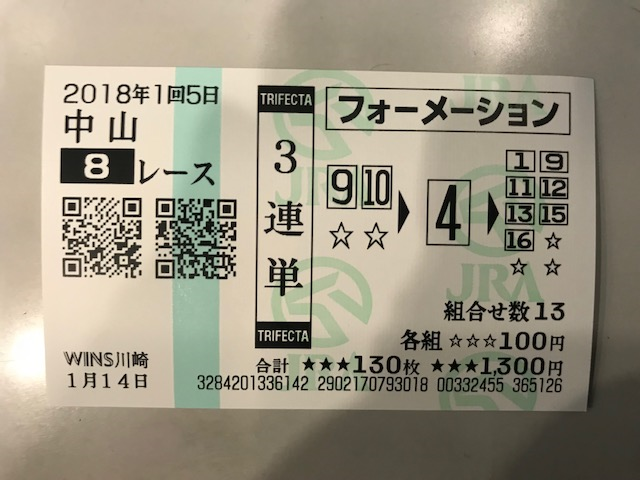 2018年1回5日
中山
8レース
WINS川崎
1月14日
TRIFECTA
3連単
TRIFECTA
フォーメーション
9 10
☆ ☆
4
1 9
11 12
13 15
16 ☆
☆ ☆
JRA
JRA
JRA
組合せ数13
各組 ☆☆☆100円
合計 ★★★130枚 ★★★1,300円
3284201336142 2902170793018 00332455 365126